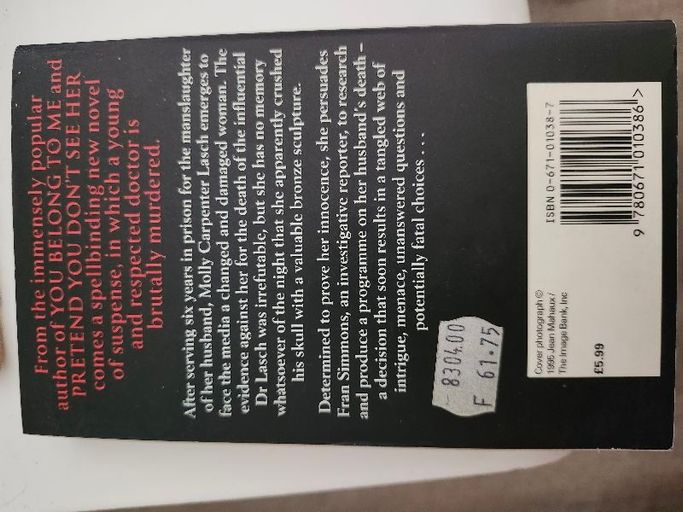 From the immensely popular
author of YOU BELONG TO ME and
PRETEND YOU DON'T SEE HER
comes a spellbinding new novel
of suspense, in which a young
and respected doctor is
brutally murdered.
After serving six years in prison for the manslaughter
of her husband, Molly Carpenter Lasch emerges to
face the media a changed and damaged woman. The
evidence against her for the death of the influential
Dr Lasch was irrefutable, but she has no memory
whatsoever of the night that she apparently crushed
his skull with a valuable bronze sculpture.
Determined to prove her innocence, she persuades
Fran Simmons, an investigative reporter, to research
and produce a programme on her husband's death –
a decision that soon results in a tangled web of
intrigue, menace, unanswered questions and
potentially fatal choices . . .
830400
F 61.75
Cover photograph ©
1995 Jean Mahaux /
The Image Bank, Inc
£5.99
ISBN 0-671-01038-7
9 780671 010386 >